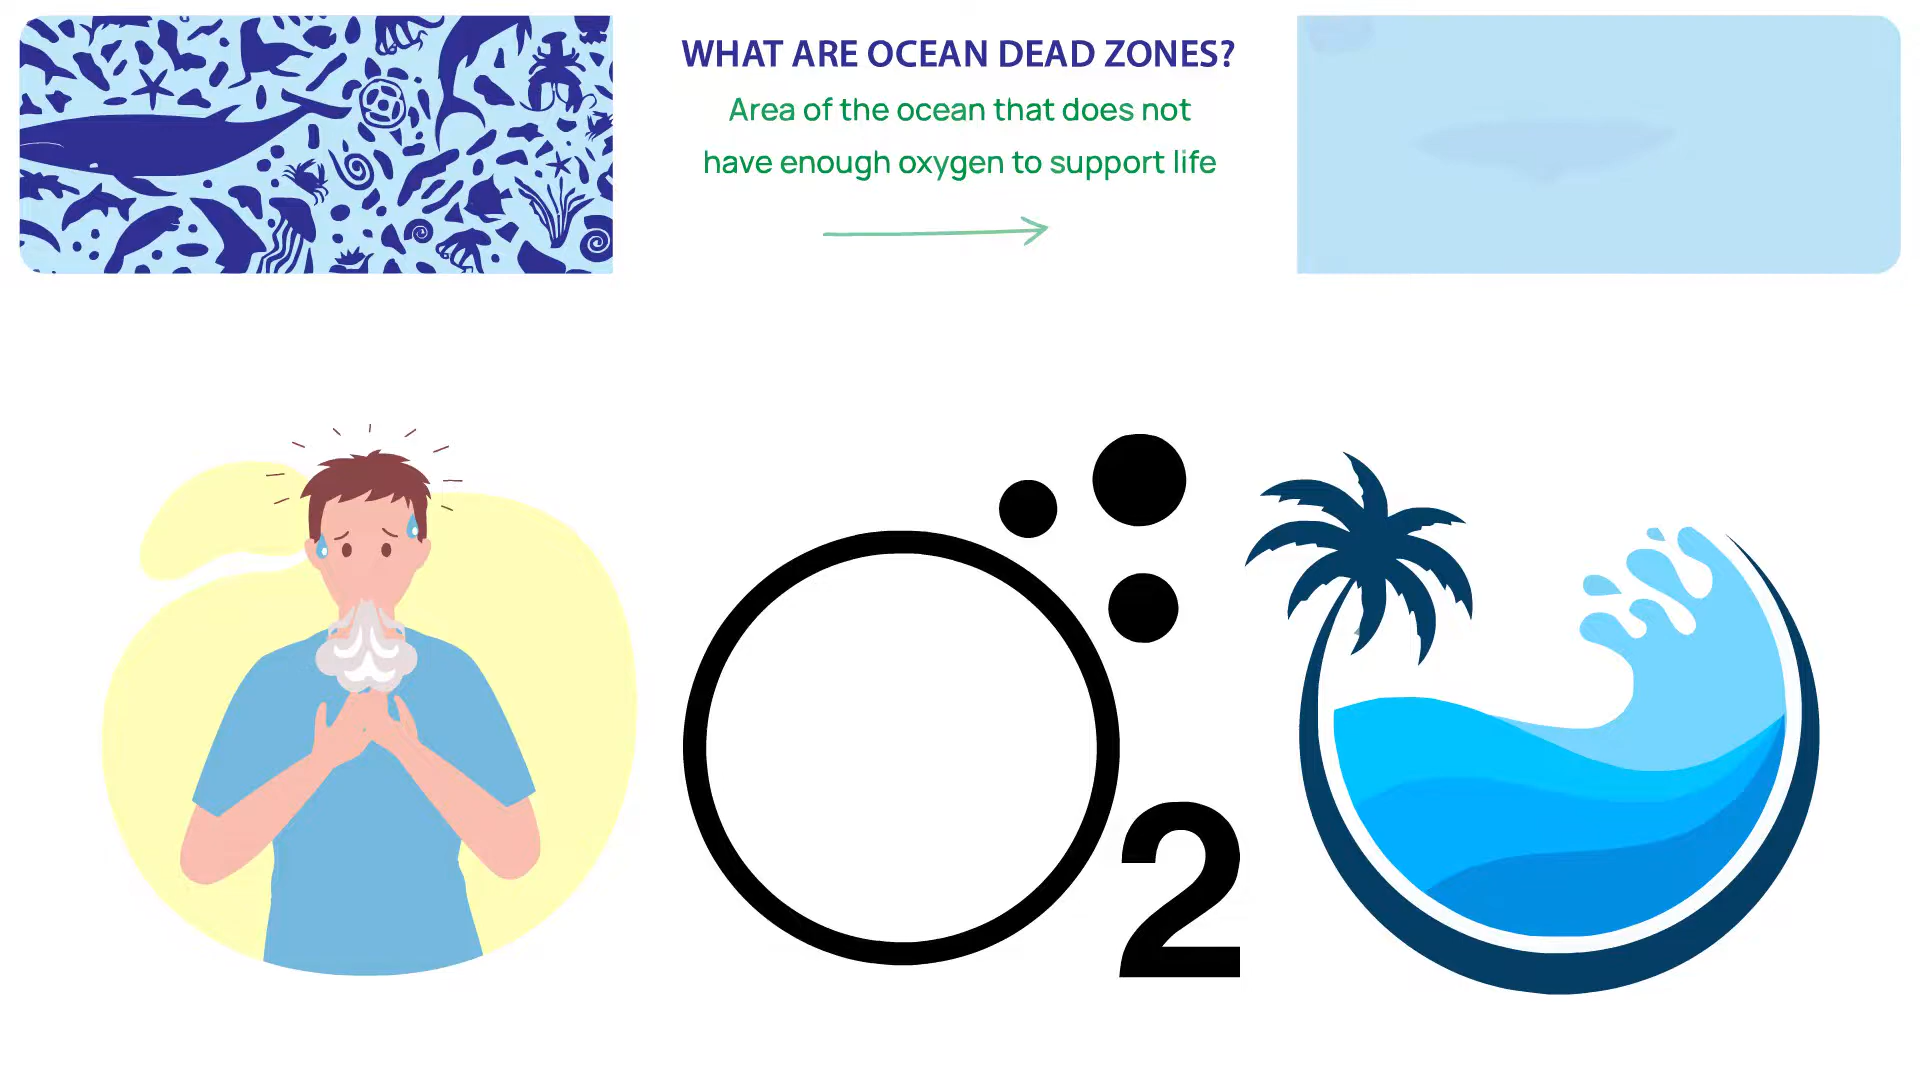 WHAT ARE OCEAN DEAD ZONES?
Area of the ocean that does not
have enough oxygen to support life
O2